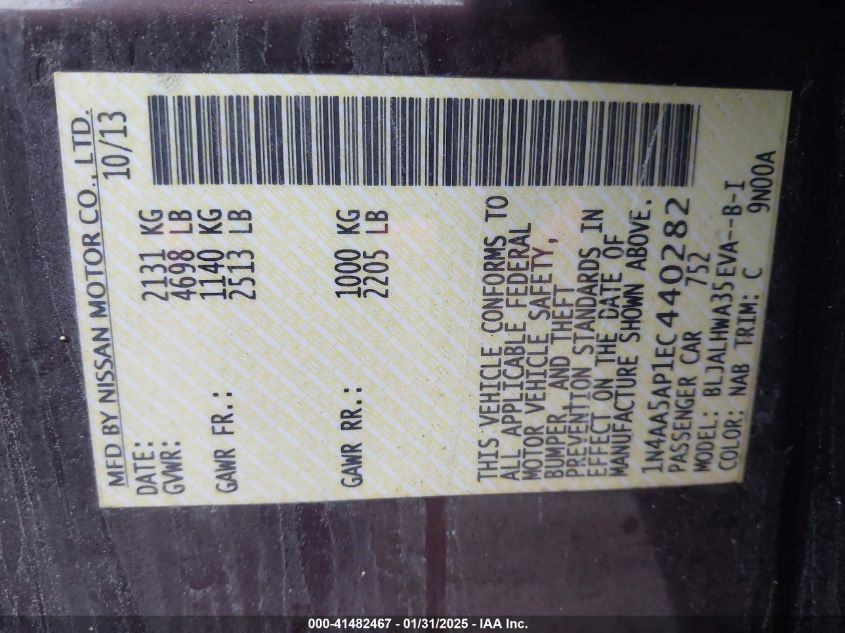 MFD BY NISSAN MOTOR CO., LTD.
DATE: 10/13
GVWR: 2131 KG
4698 LB
GAWR FR.: 1140 KG
2513 LB
GAWR RR.: 1000 KG
2205 LB
THIS VEHICLE CONFORMS TO
ALL APPLICABLE FEDERAL
MOTOR VEHICLE SAFETY,
BUMPER, AND THEFT
PREVENTION STANDARDS IN
EFFECT ON THE DATE OF
MANUFACTURE SHOWN ABOVE.
1N4AA5AP1EC440282
PASSENGER CAR 752
MODEL: BLJALHWA35EVA--B-I
COLOR: NAB TRIM: C 9N00A
000-41482467 - 01/31/2025 - IAA Inc.